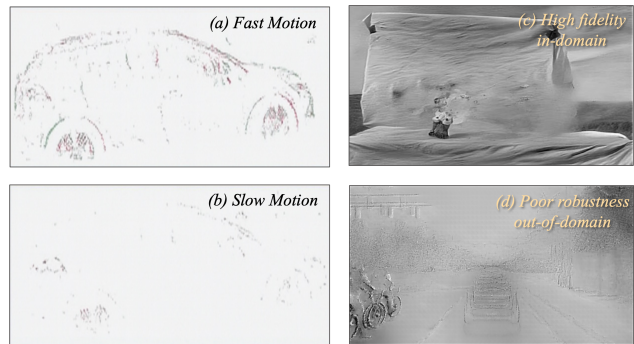 (a) Fast Motion
(b) Slow Motion
(c) High fidelity
in-domain
(d) Poor robustness
out-of-domain